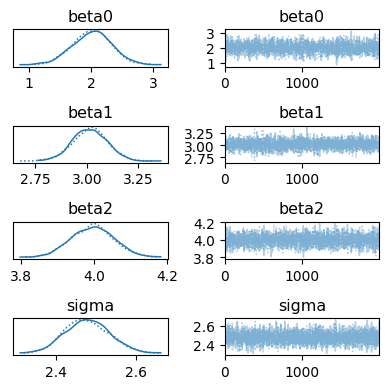 beta0 beta0
3
2
1
1 2 3 0 1000
beta1 beta1
3.25
3.00
2.75
2.75 3.00 3.25 0 1000
beta2 beta2
4.2
4.0
3.8
3.8 4.0 4.2 0 1000
sigma sigma
2.6
2.4
2.4 2.6 0 1000